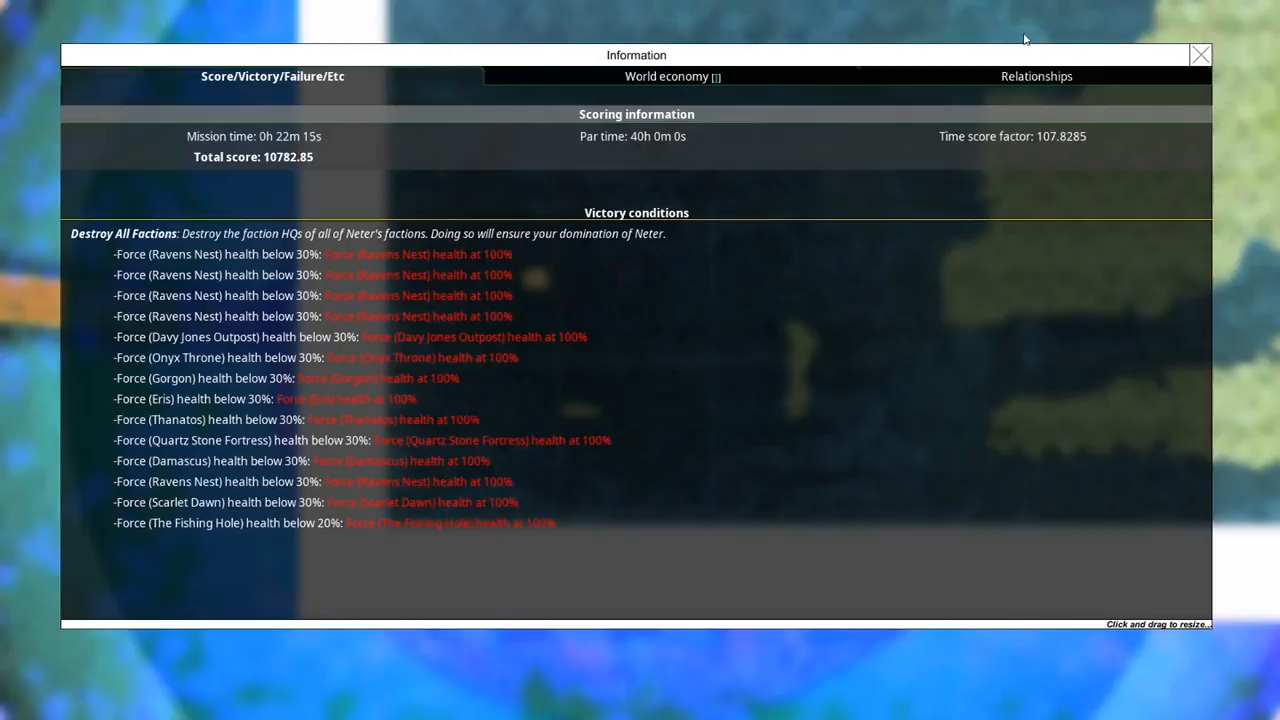 Information
Score/Victory/Failure/Etc World economy [] Relationships
Scoring information
Mission time: 0h 22m 15s Par time: 40h 0m 0s Time score factor: 107.8285
Total score: 10782.85
Victory conditions
Destroy All Factions: Destroy the faction HQs of all of Neter's factions. Doing so will ensure your domination of Neter.
-Force (Ravens Nest) health below 30%: Force (Ravens Nest) health at 100%
-Force (Ravens Nest) health below 30%: Force (Ravens Nest) health at 100%
-Force (Ravens Nest) health below 30%: Force (Ravens Nest) health at 100%
-Force (Ravens Nest) health below 30%: Force (Ravens Nest) health at 100%
-Force (Davy Jones Outpost) health below 30%: Force (Davy Jones Outpost) health at 100%
-Force (Onyx Throne) health below 30%: Force (Onyx Throne) health at 100%
-Force (Gorgon) health below 30%: Force (Gorgon) health at 100%
-Force (Eris) health below 30%: Force (Eris) health at 100%
-Force (Thanatos) health below 30%: Force (Thanatos) health at 100%
-Force (Quartz Stone Fortress) health below 30%: Force (Quartz Stone Fortress) health at 100%
-Force (Damascus) health below 30%: Force (Damascus) health at 100%
-Force (Ravens Nest) health below 30%: Force (Ravens Nest) health at 100%
-Force (Scarlet Dawn) health below 30%: Force (Scarlet Dawn) health at 100%
-Force (The Fishing Hole) health below 20%: Force (The Fishing Hole) health at 100%
Click and drag to resize...